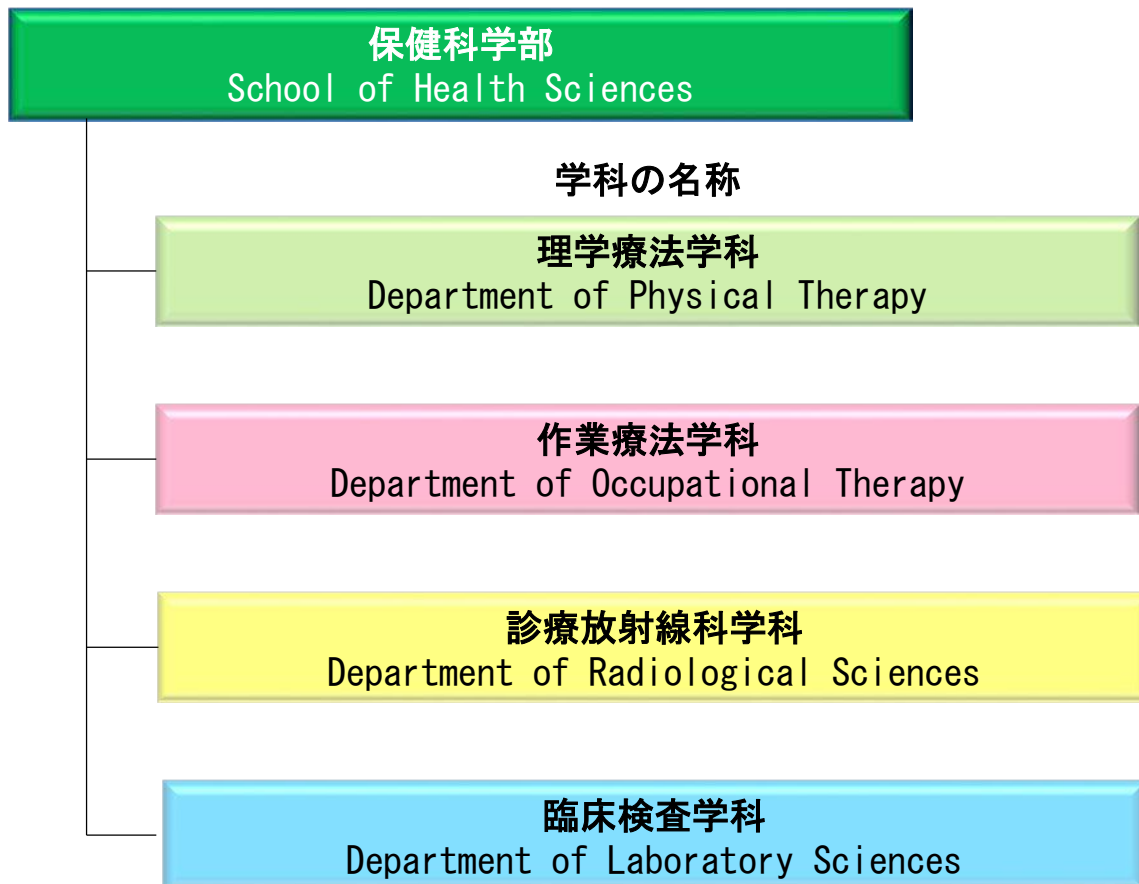 保健科学部
School of Health Sciences
学科の名称
理学療法学科
Department of Physical Therapy
作業療法学科
Department of Occupational Therapy
診療放射線科学科
Department of Radiological Sciences
臨床検査学科
Department of Laboratory Sciences